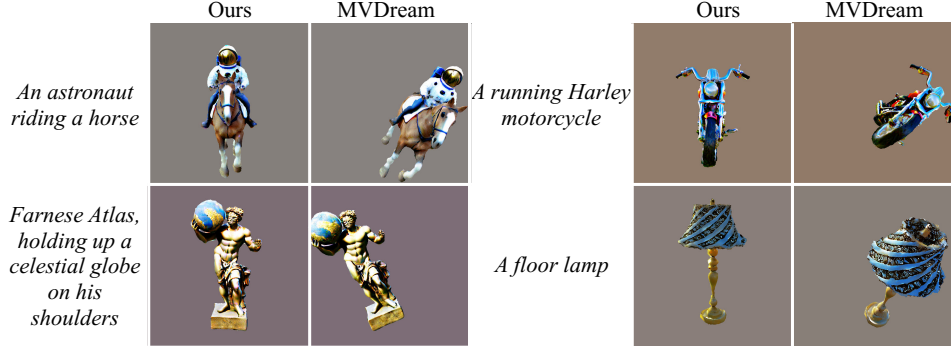 Ours
MVDream
Ours
MVDream
An astronaut
riding a horse
A running Harley
motorcycle
Farnese Atlas,
holding up a
celestial globe
on his
shoulders
A floor lamp